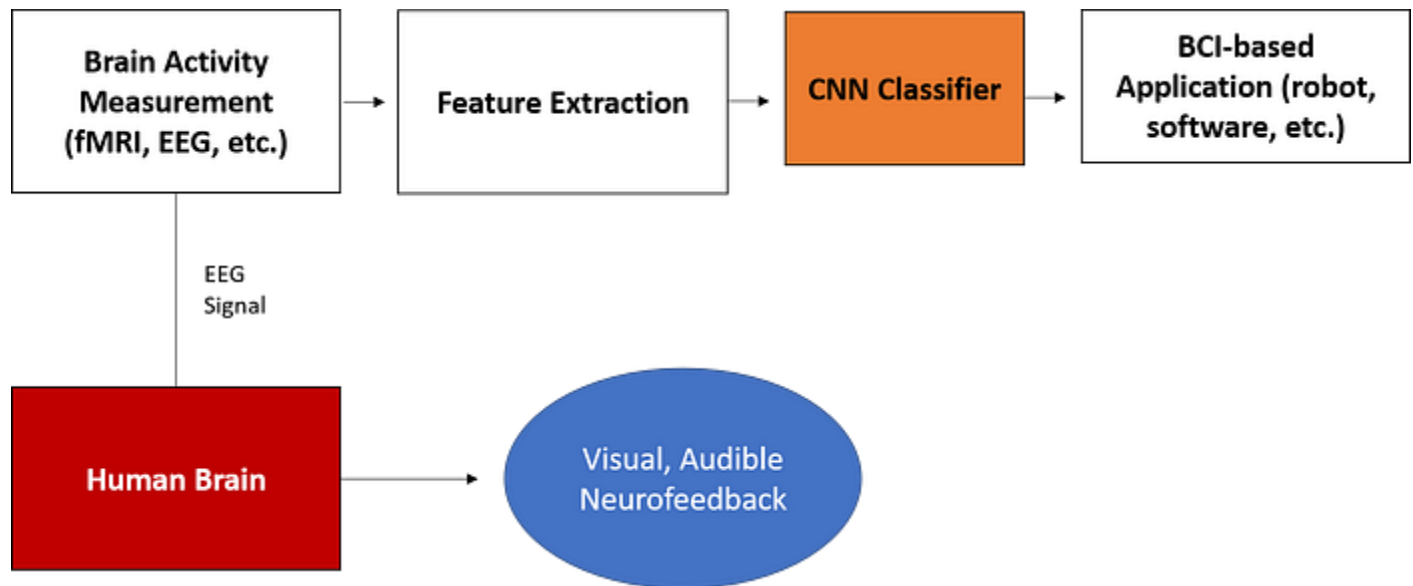 Brain Activity
Measurement
(fMRI, EEG, etc.)
Feature Extraction
CNN Classifier
BCI-based
Application (robot,
software, etc.)
EEG
Signal
Human Brain
Visual, Audible
Neurofeedback